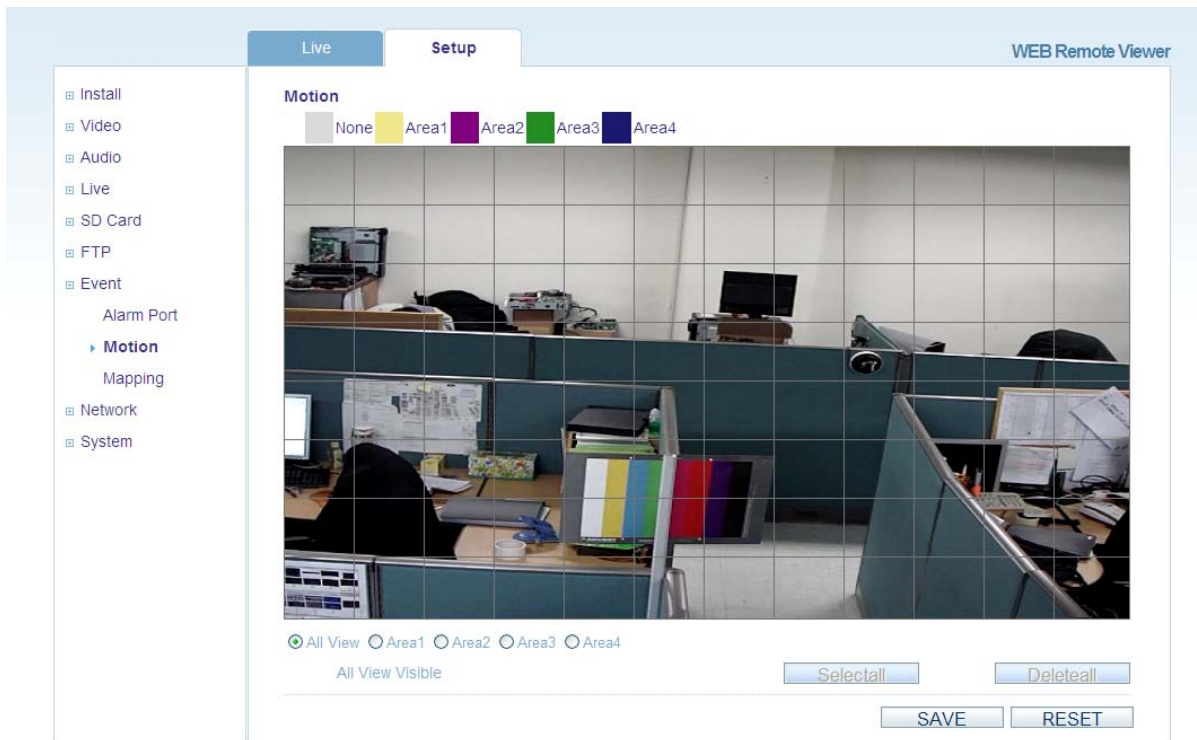 Live
Setup
WEB Remote Viewer
Install
Video
Audio
Live
SD Card
FTP
Event
Alarm Port
Motion
Mapping
Network
System
Motion
None Area1 Area2 Area3 Area4
All View Area1 Area2 Area3 Area4
All View Visible
Selectall
Deleteall
SAVE
RESET